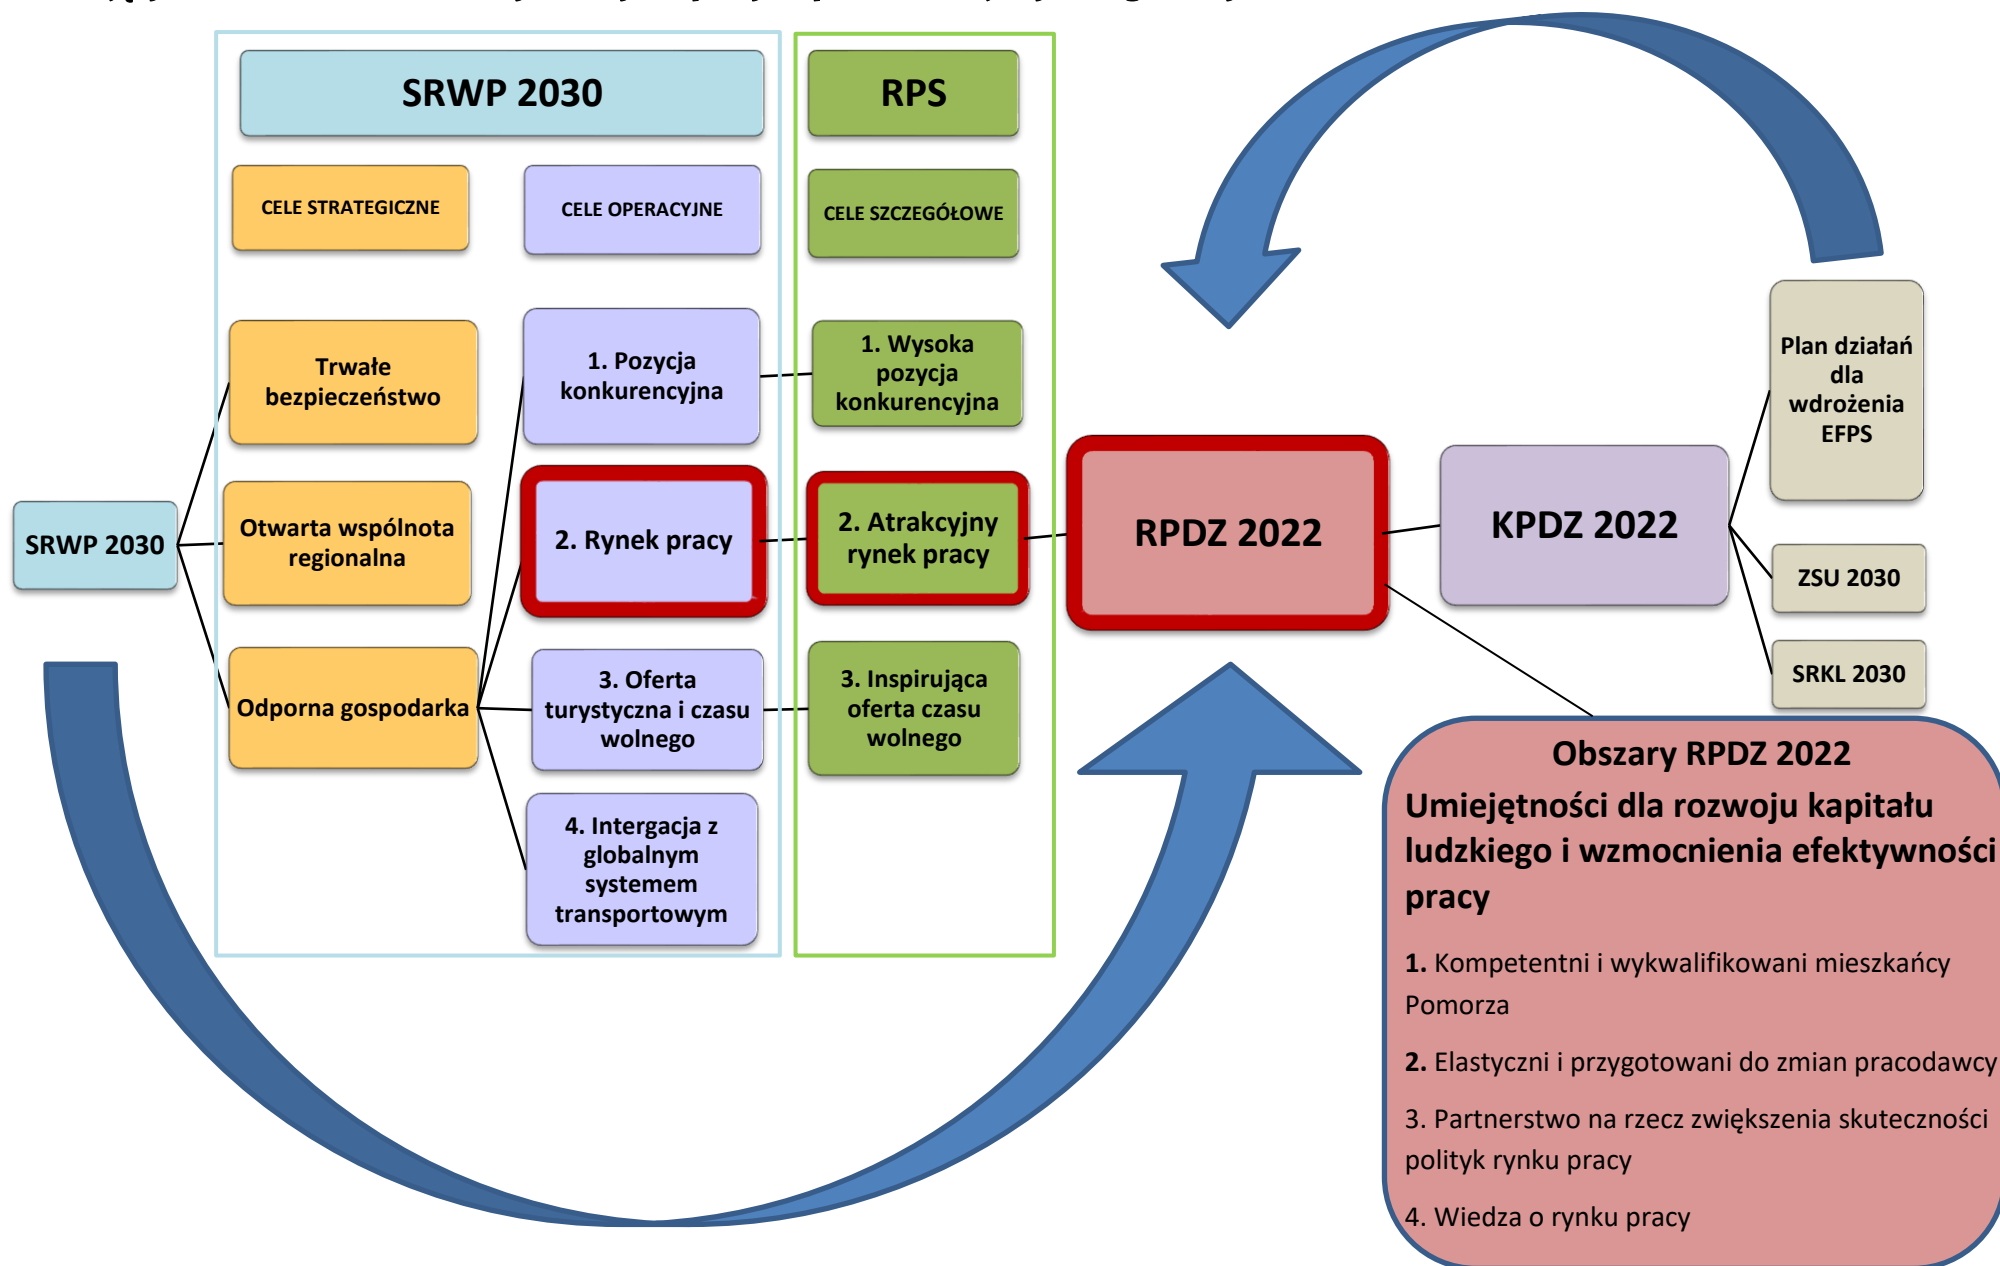 SRWP 2030
RPS
CELE STRATEGICZNE
CELE OPERACYJNE
CELE SZCZEGÓŁOWE
SRWP 2030
Trwałe
bezpieczeństwo
Otwarta wspólnota
regionalna
Odporna gospodarka
1. Pozycja
konkurencyjna
2. Rynek pracy
3. Oferta
turystyczna i czasu
wolnego
4. Intergacja z
globalnym
systemem
transportowym
1. Wysoka
pozycja
konkurencyjna
2. Atrakcyjny
rynek pracy
3. Inspirująca
oferta czasu
wolnego
RPDZ 2022
KPDZ 2022
Plan działań
dla
wdrożenia
EFPS
ZSU 2030
SRKL 2030
Obszary RPDZ 2022
Umiejętności dla rozwoju kapitału
ludzkiego i wzmocnienia efektywności
pracy
1. Kompetentni i wykwalifikowani mieszkańcy
Pomorza
2. Elastyczni i przygotowani do zmian pracodawcy
3. Partnerstwo na rzecz zwiększenia skuteczności
polityk rynku pracy
4. Wiedza o rynku pracy